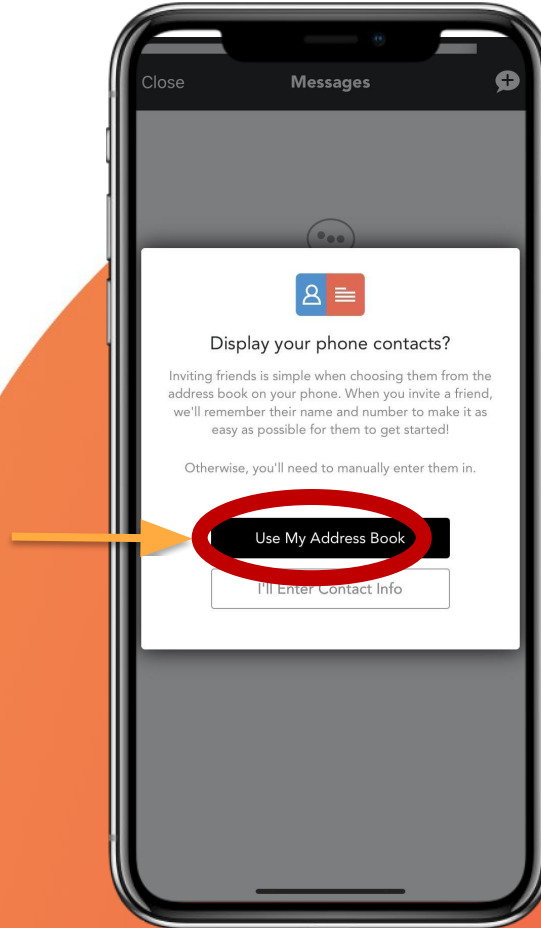 Close Messages
Display your phone contacts?
Inviting friends is simple when choosing them from the
address book on your phone. When you invite a friend,
we'll remember their name and number to make it as
easy as possible for them to get started!
Otherwise, you'll need to manually enter them in.
Use My Address Book
I'll Enter Contact Info